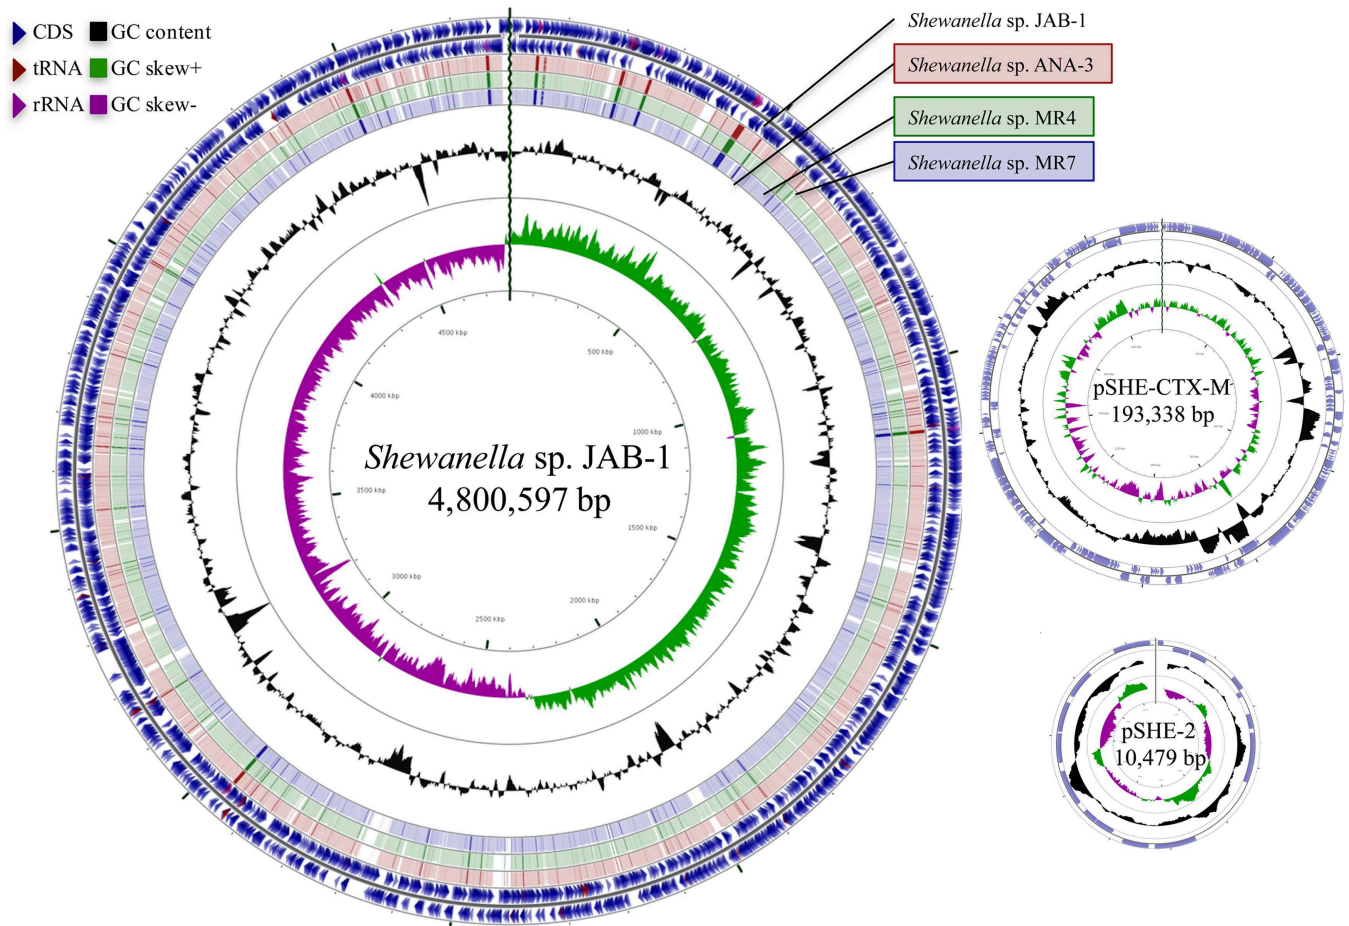 CDS
GC content
tRNA
GC skew+
rRNA
GC skew-
Shewanella sp. JAB-1
Shewanella sp. ANA-3
Shewanella sp. MR4
Shewanella sp. MR7
4500 kbp
500 kbp
4000 kbp
1000 kbp
Shewanella sp. JAB-1
4,800,597 bp
3500 kbp
1500 kbp
3000 kbp
2000 kbp
2500 kbp
pSHE-CTX-M
193,338 bp
pSHE-2
10,479 bp